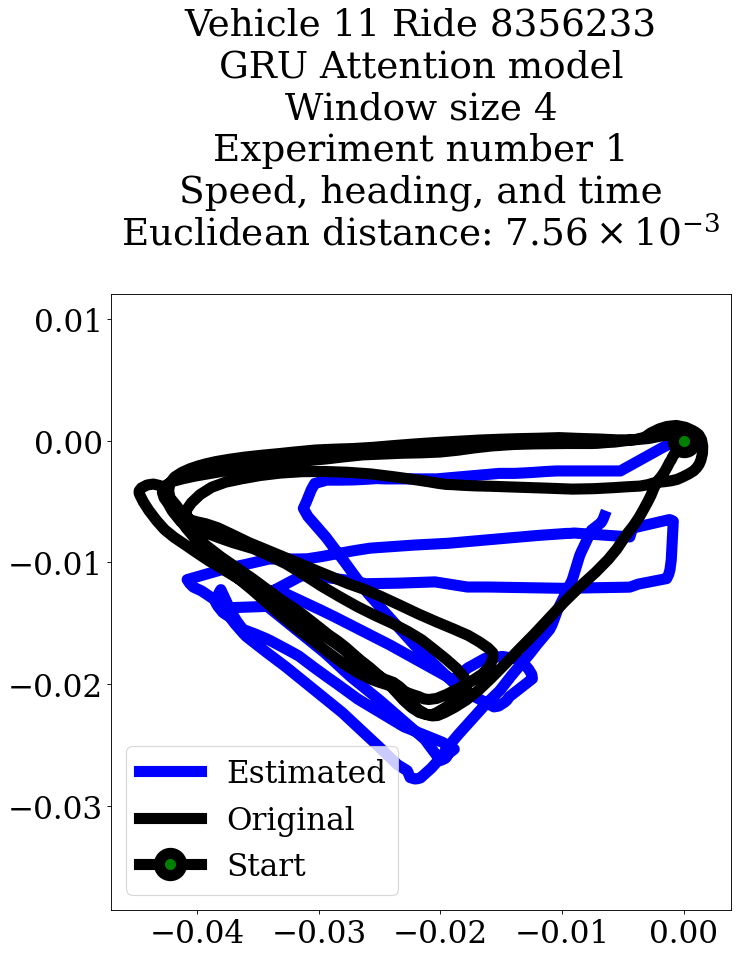 Vehicle 11 Ride 8356233
GRU Attention model
Window size 4
Experiment number 1
Speed, heading, and time
Euclidean distance: 7.56 × 10⁻³
0.01
0.00
−0.01
−0.02
−0.03
Estimated
Original
Start
−0.04 −0.03 −0.02 −0.01 0.00